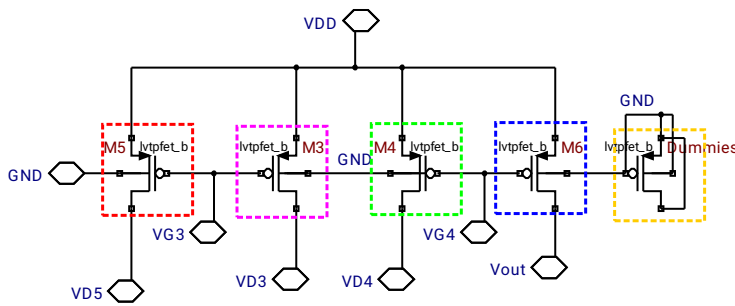 VDD
GND
M5 lvtpfet_b lvtpfet_b M3 M4 lvtpfet_b lvtpfet_b M6 lvtpfet_b Dummies
GND GND
VG3 VG4
VD5 VD3 VD4 Vout